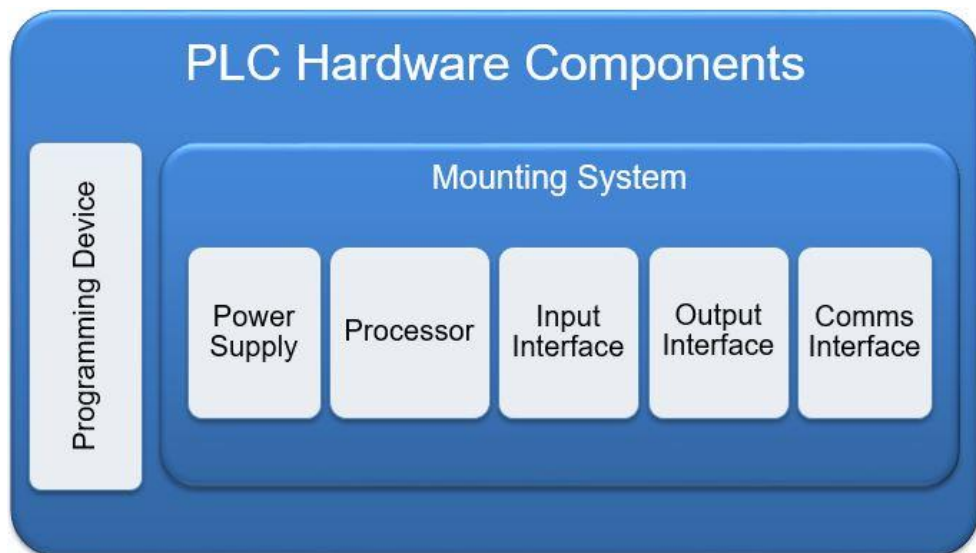 PLC Hardware Components
Programming Device
Mounting System
Power
Supply
Processor
Input
Interface
Output
Interface
Comms
Interface